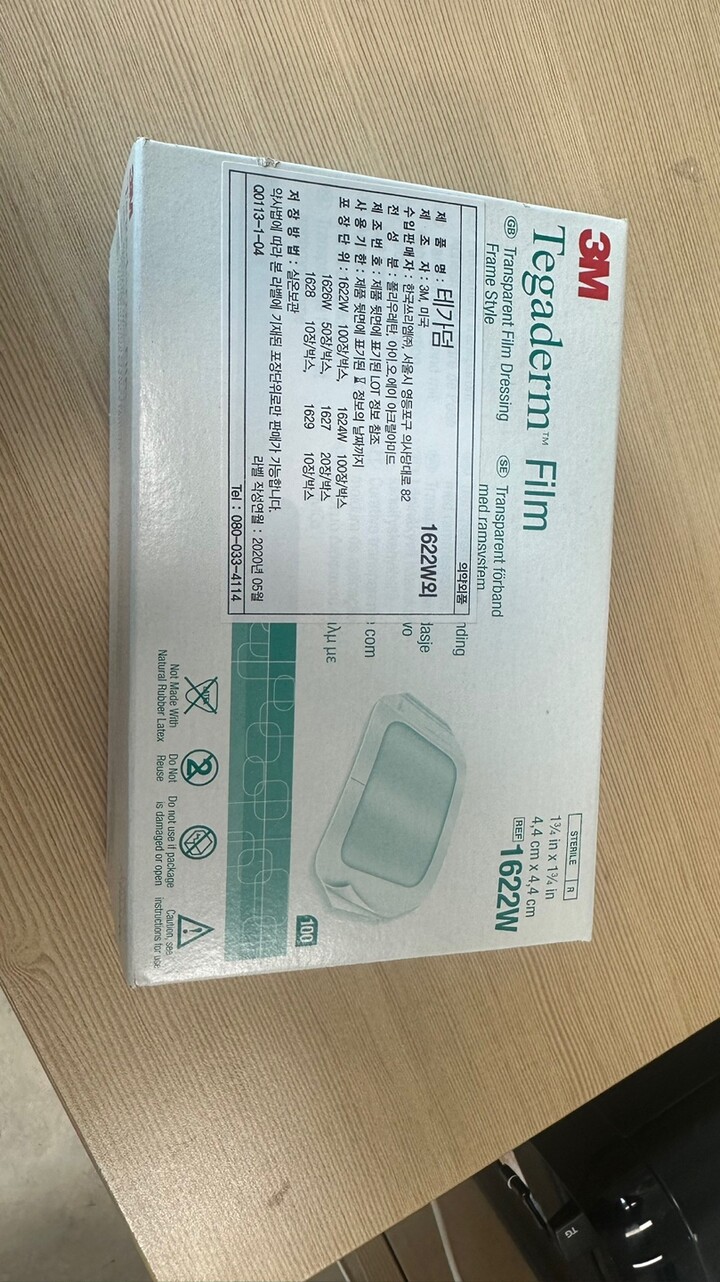 3M
Tegaderm™ Film
GB Transparent Film Dressing
Frame Style
SE Transparent förband
med ramsystem
nding
lasje
vo
com
ιλμ με
의약외품
제 품 명 : 테가덤 1622W외
제 조 자 : 3M, 미국
수입판매자 : 한국쓰리엠㈜, 서울시 영등포구 의사당대로 82
전 성 분 : 폴리우레탄, 아이.오.에이 아크릴아미드
제 조 번 호 : 제품 뒷면에 표기된 LOT 정보 참조
사 용 기 한 : 제품 뒷면에 표기된 정보의 날짜까지
포 장 단 위 : 1622W 100장/박스, 1624W 100장/박스
1626W 50장/박스, 1627 20장/박스
1628 10장/박스, 1629 10장/박스
저 장 방 법 : 실온보관
약사법에 따라 본 라벨에 기재된 포장단위로만 판매가 가능합니다.
Q0113-1-04 라벨 작성연월 : 2020년 05월
Tel : 080-033-4114
STERILE R
1¾ in x 1¾ in
4,4 cm x 4,4 cm
REF 1622W
100
Not Made With
Natural Rubber Latex
2
Do Not
Reuse
Do not use if package
is damaged or open
Caution, see
instructions for use
3M
TG